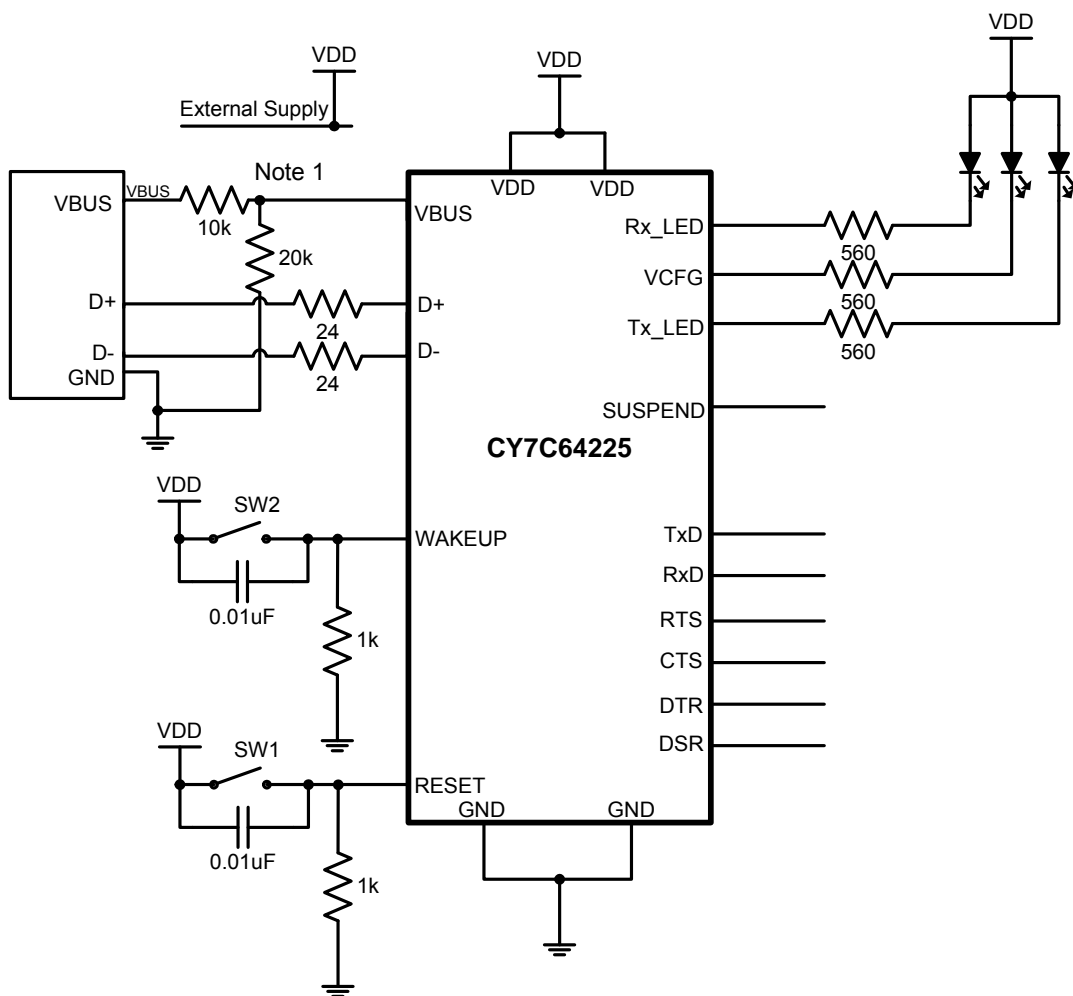 VDD
VDD
VDD
External Supply
Note 1
VDD VDD
VBUS VBUS
10k
VBUS
Rx_LED
560
20k
VCFG
560
D+
24
D+
Tx_LED
560
D-
24
D-
GND
SUSPEND
CY7C64225
VDD
SW2
WAKEUP
0.01uF
1k
TxD
RxD
RTS
CTS
DTR
DSR
VDD
SW1
RESET
0.01uF
1k
GND GND